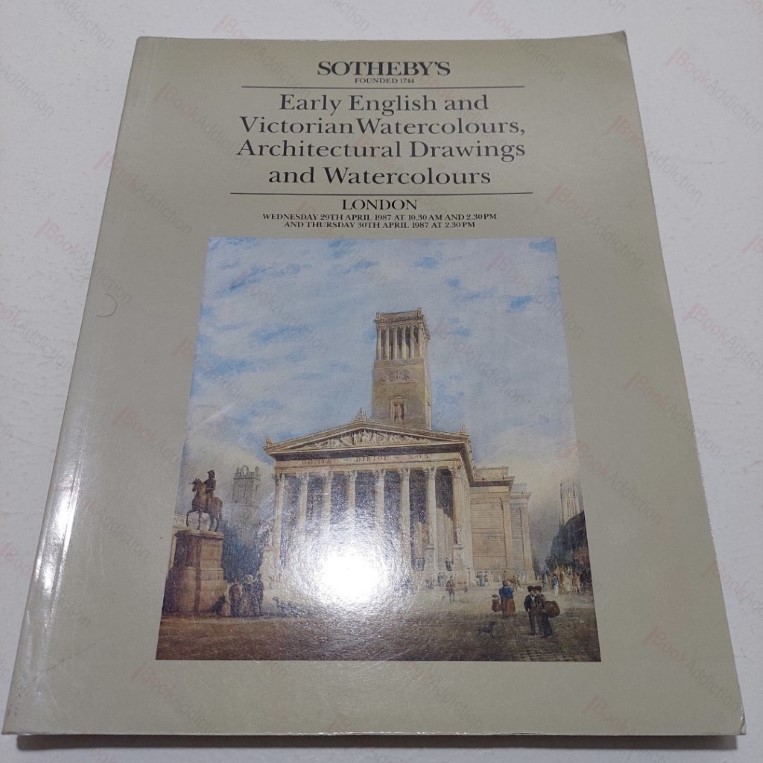 SOTHEBY'S
FOUNDED 1744
Early English and
Victorian Watercolours,
Architectural Drawings
and Watercolours
LONDON
WEDNESDAY 29TH APRIL 1987 AT 10.30 AM AND 2.30 PM
AND THURSDAY 30TH APRIL 1987 AT 2.30 PM
BookAddiction